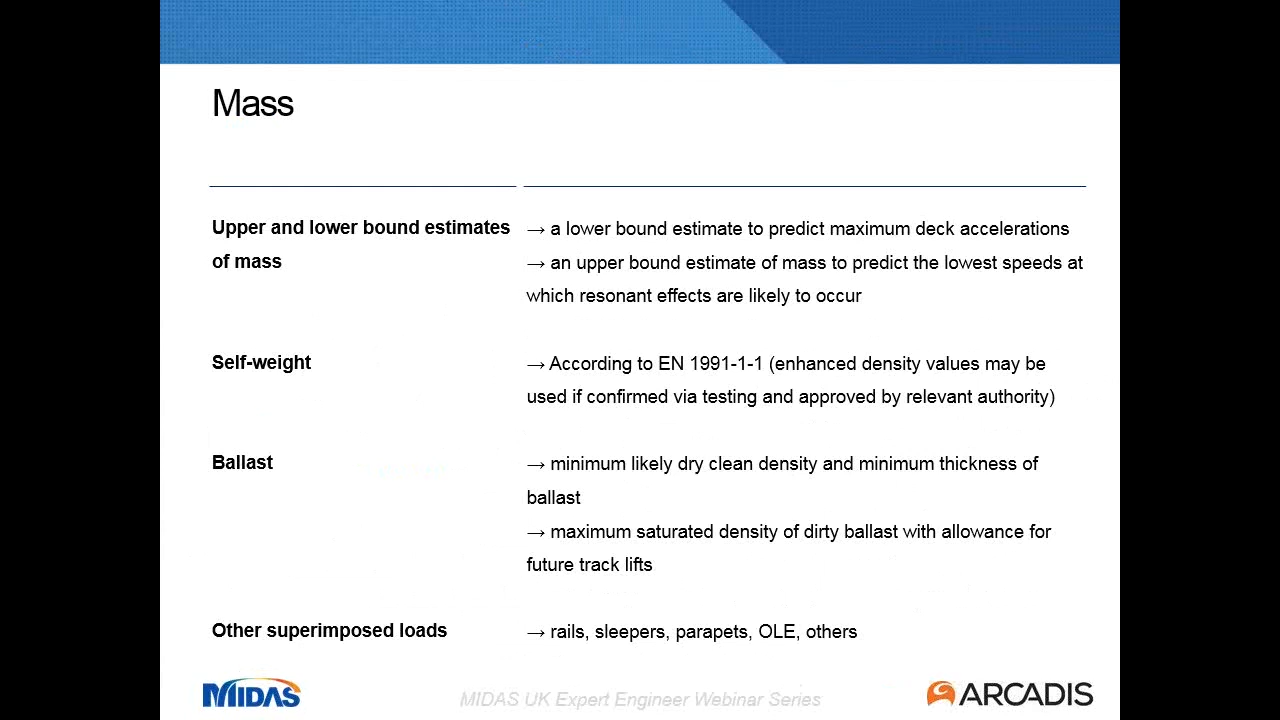 Mass
Upper and lower bound estimates
of mass
→ a lower bound estimate to predict maximum deck accelerations
→ an upper bound estimate of mass to predict the lowest speeds at
which resonant effects are likely to occur
Self-weight
→ According to EN 1991-1-1 (enhanced density values may be
used if confirmed via testing and approved by relevant authority)
Ballast
→ minimum likely dry clean density and minimum thickness of
ballast
→ maximum saturated density of dirty ballast with allowance for
future track lifts
Other superimposed loads
→ rails, sleepers, parapets, OLE, others
MIDAS
MIDAS UK Expert Engineer Webinar Series
ARCADIS